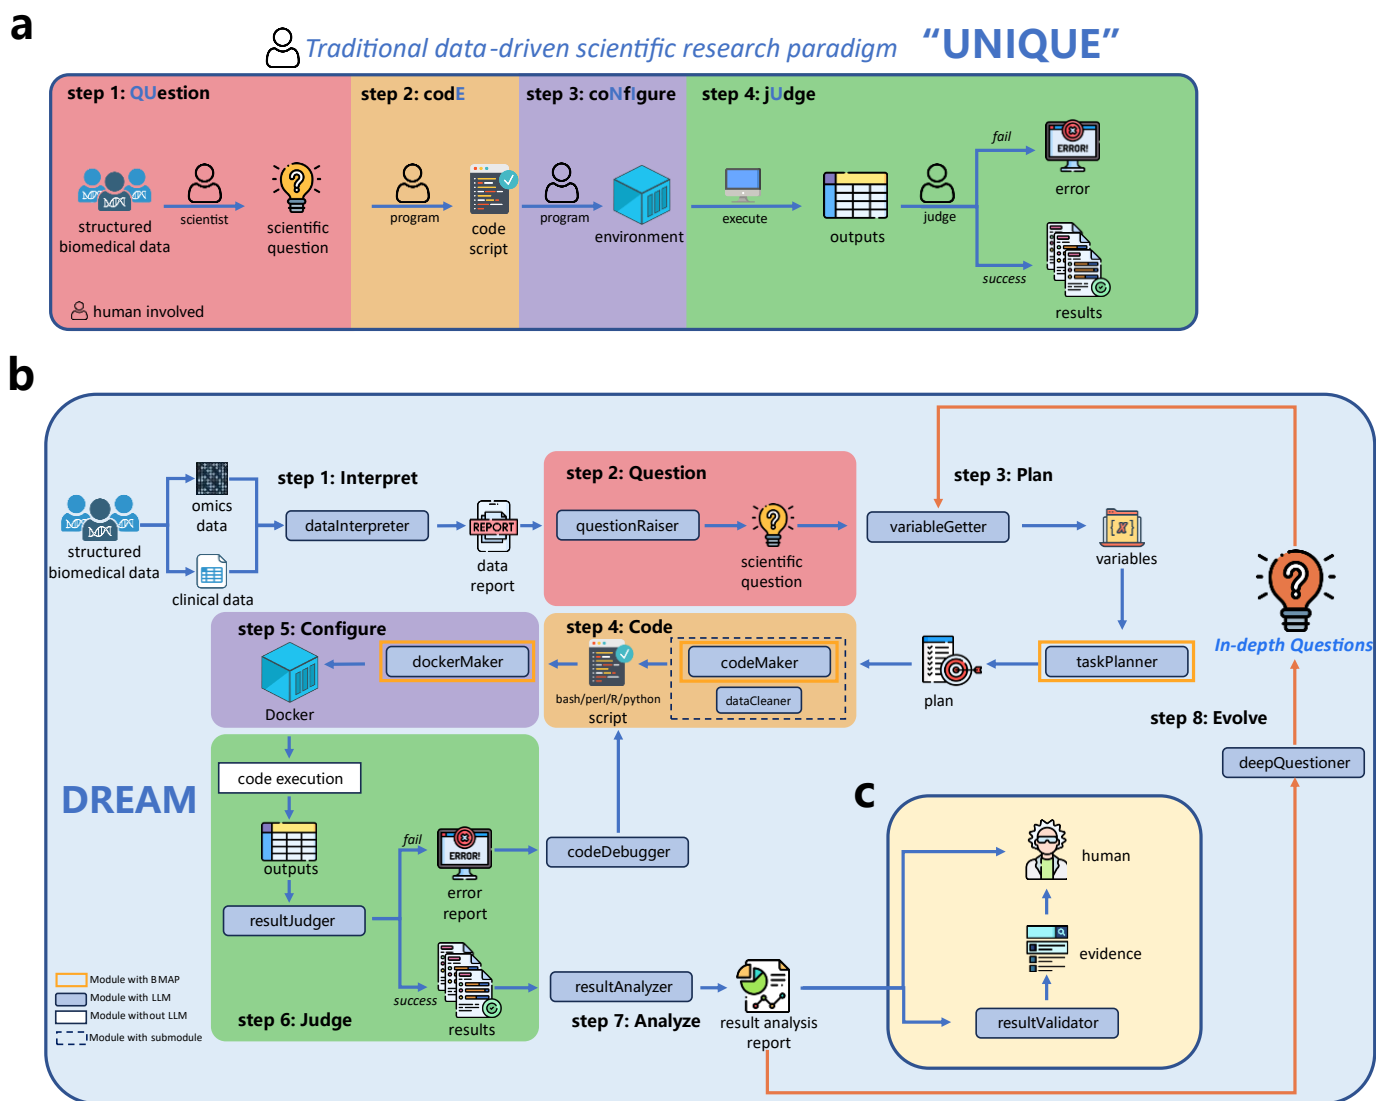 a
Traditional data-driven scientific research paradigm “UNIQUE”
step 1: QUestion
step 2: codE
step 3: coNfIgure
step 4: jUdge
structured
biomedical data
scientist
scientific
question
human involved
program
code
script
program
environment
execute
outputs
judge
fail
ERROR!
error
success
results
b
structured
biomedical data
omics
data
clinical data
step 1: Interpret
dataInterpreter
REPORT
data
report
step 2: Question
questionRaiser
scientific
question
step 3: Plan
variableGetter
{X}
variables
taskPlanner
plan
In-depth Questions
step 4: Code
codeMaker
dataCleaner
bash/perl/R/python
script
step 5: Configure
dockerMaker
Docker
DREAM
code execution
outputs
resultJudger
fail
ERROR!
error
report
success
results
step 6: Judge
codeDebugger
resultAnalyzer
step 7: Analyze
result analysis
report
step 8: Evolve
deepQuestioner
c
human
evidence
resultValidator
Module with BMAP
Module with LLM
Module without LLM
Module with submodule